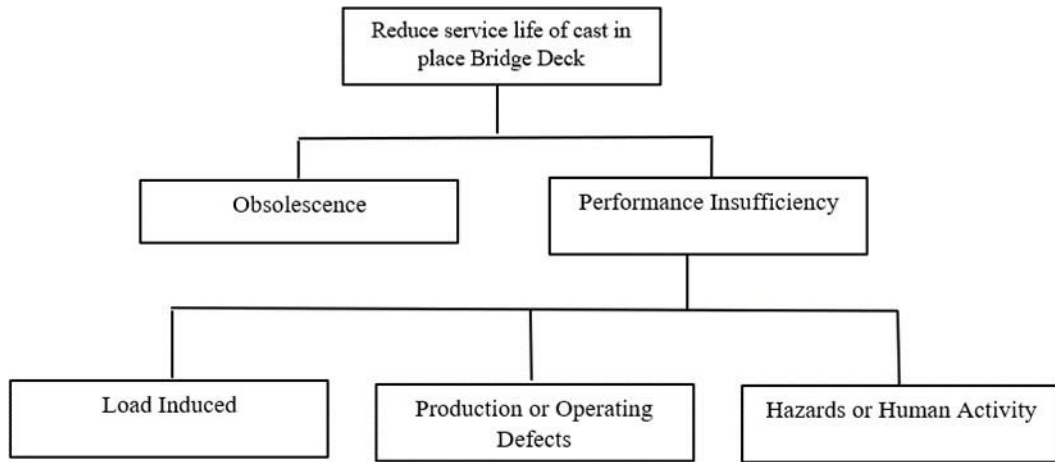 Reduce service life of cast in
place Bridge Deck
Obsolescence
Performance Insufficiency
Load Induced
Production or Operating
Defects
Hazards or Human Activity